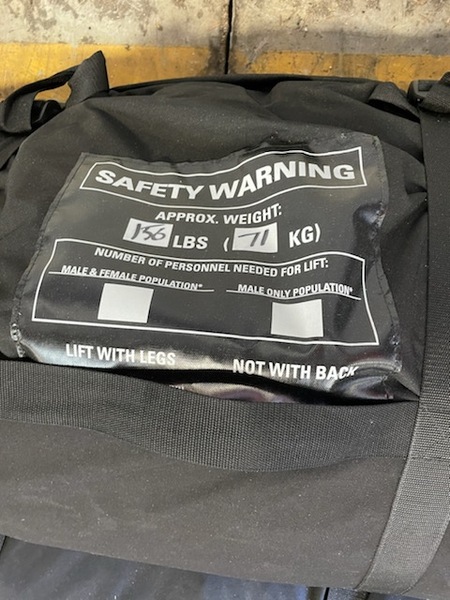 SAFETY WARNING
APPROX. WEIGHT:
156 LBS ( 71 KG)
NUMBER OF PERSONNEL NEEDED FOR LIFT:
MALE & FEMALE POPULATION* MALE ONLY POPULATION*
LIFT WITH LEGS NOT WITH BACK